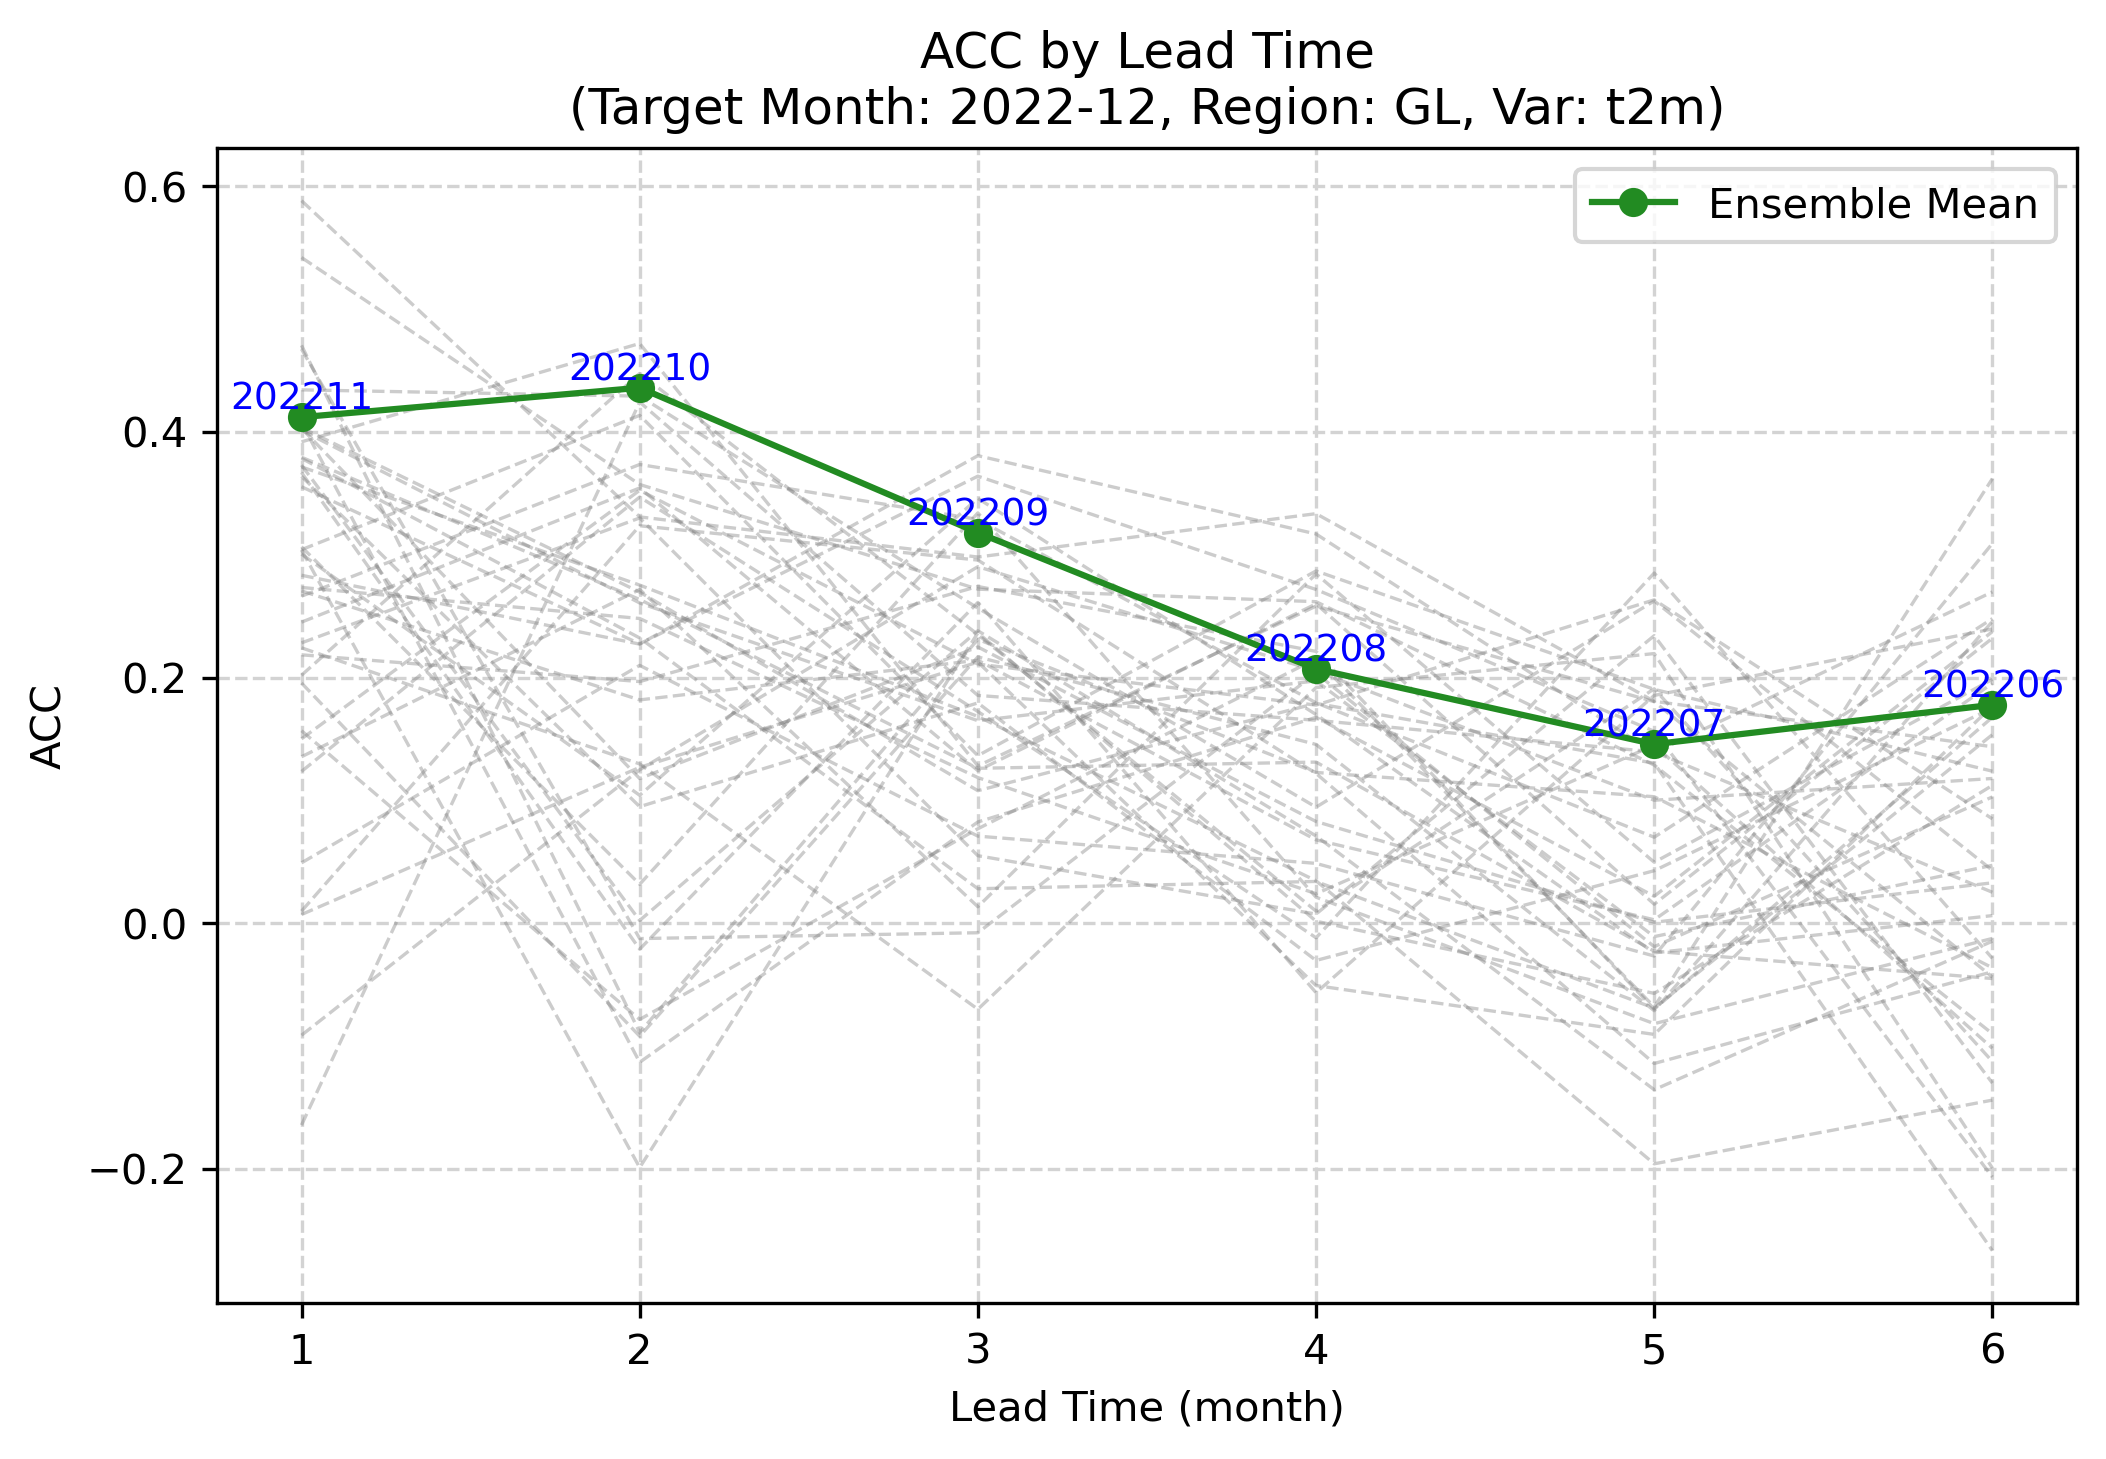 ACC by Lead Time
(Target Month: 2022-12, Region: GL, Var: t2m)
Ensemble Mean
ACC
0.6
0.4
0.2
0.0
−0.2
202211
202210
202209
202208
202207
202206
1 2 3 4 5 6
Lead Time (month)